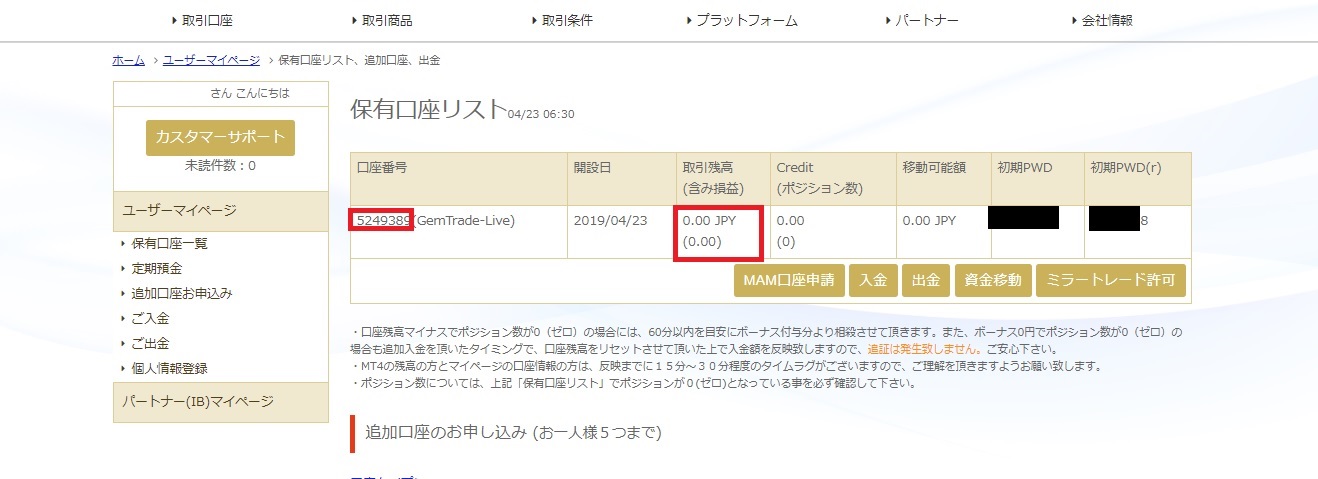 取引口座 取引商品 取引条件 プラットフォーム パートナー 会社情報
ホーム > ユーザーマイページ > 保有口座リスト、追加口座、出金
さん こんにちは
カスタマーサポート
未読件数：0
ユーザーマイページ
保有口座一覧
定期預金
追加口座お申込み
ご入金
ご出金
個人情報登録
パートナー(IB)マイページ
保有口座リスト04/23 06:30
口座番号 開設日 取引残高 Credit 移動可能額 初期PWD 初期PWD(r)
(含み損益) (ポジション数)
5249389(GemTrade-Live) 2019/04/23 0.00 JPY 0.00 0.00 JPY 8
(0.00) (0)
MAM口座申請 入金 出金 資金移動 ミラートレード許可
・口座残高マイナスでポジション数が0（ゼロ）の場合には、60分以内を目安にボーナス付与分より相殺させて頂きます。また、ボーナス0円でポジション数が0（ゼロ）の
場合も追加入金を頂いたタイミングで、口座残高をリセットさせて頂いた上で入金額を反映致しますので、追証は発生致しません。ご安心下さい。
・MT4の残高の方とマイページの口座情報の方は、反映までに１５分～３０分程度のタイムラグがございますので、ご理解を頂きますようお願い致します。
・ポジション数については、上記「保有口座リスト」でポジションが０(ゼロ)となっている事を必ず確認して下さい。
追加口座のお申し込み (お一人様５つまで)